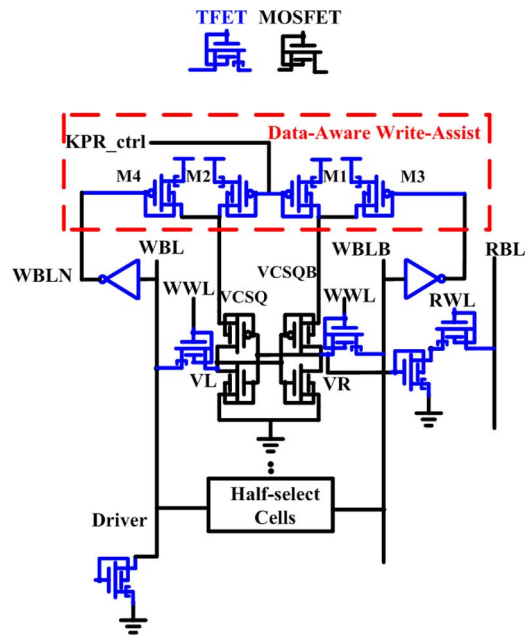 TFET MOSFET
Data-Aware Write-Assist
KPR_ctrl
M4 M2 M1 M3
WBL WBLB RBL
WBLN VCSQB
WWL VCSQ WWL RWL
VL VR
Half-select
Cells
Driver